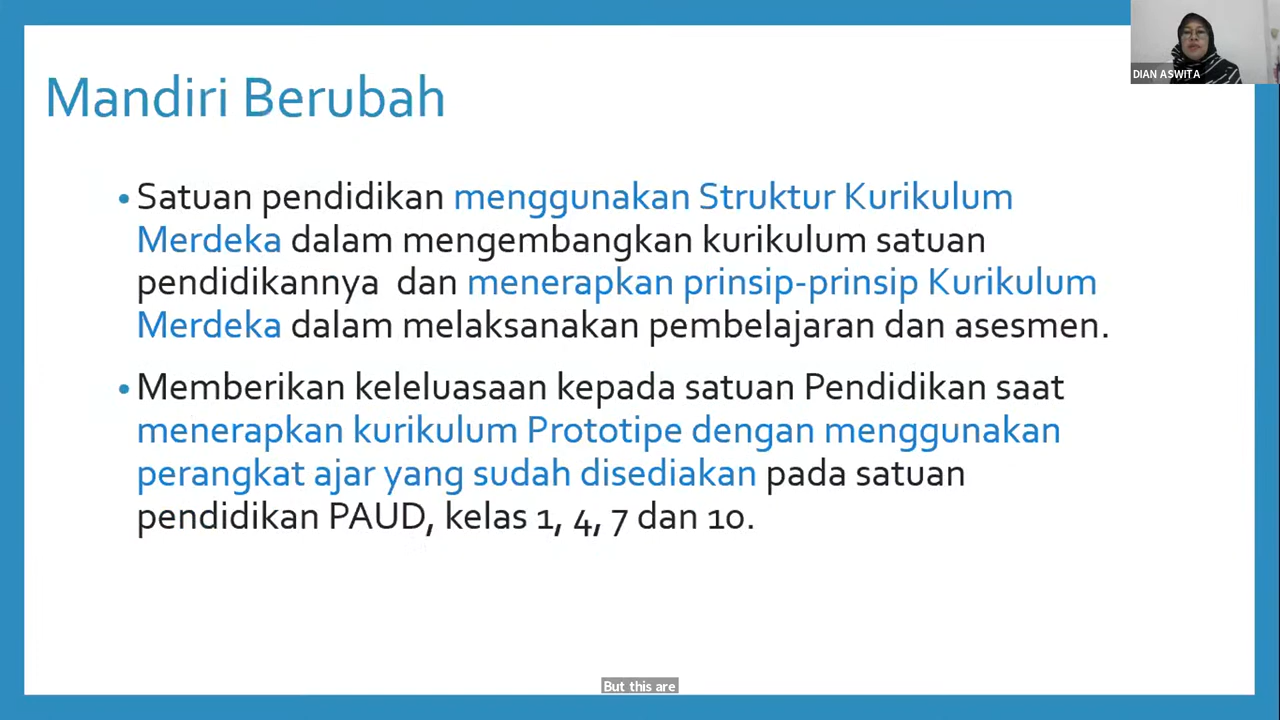 Mandiri Berubah
DIAN ASWITA
• Satuan pendidikan menggunakan Struktur Kurikulum
Merdeka dalam mengembangkan kurikulum satuan
pendidikannya dan menerapkan prinsip-prinsip Kurikulum
Merdeka dalam melaksanakan pembelajaran dan asesmen.
• Memberikan keleluasaan kepada satuan Pendidikan saat
menerapkan kurikulum Prototipe dengan menggunakan
perangkat ajar yang sudah disediakan pada satuan
pendidikan PAUD, kelas 1, 4, 7 dan 10.
But this are